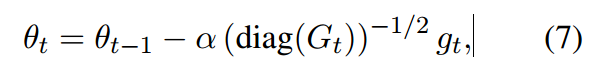 θ_t = θ_{t−1} − α (diag(G_t))^{−1/2} g_t, (7)